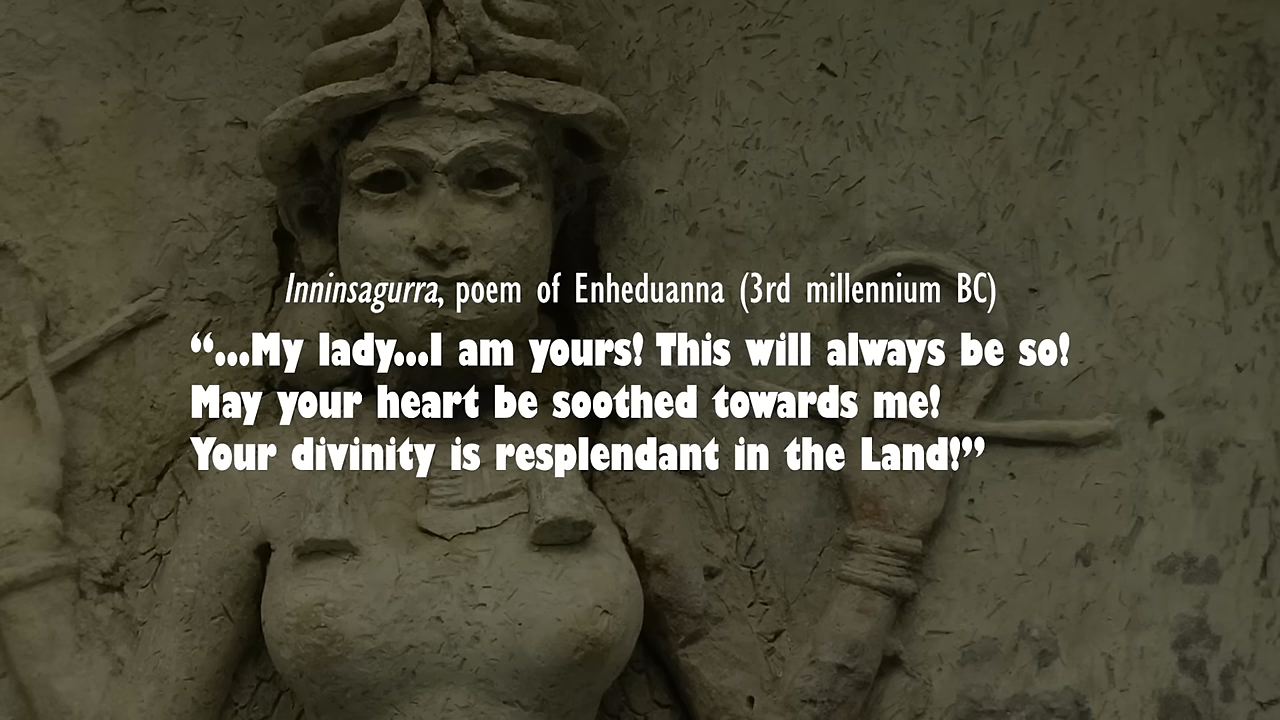 Inninsagurra, poem of Enheduanna (3rd millennium BC)
“...My lady...I am yours! This will always be so!
May your heart be soothed towards me!
Your divinity is resplendant in the Land!”